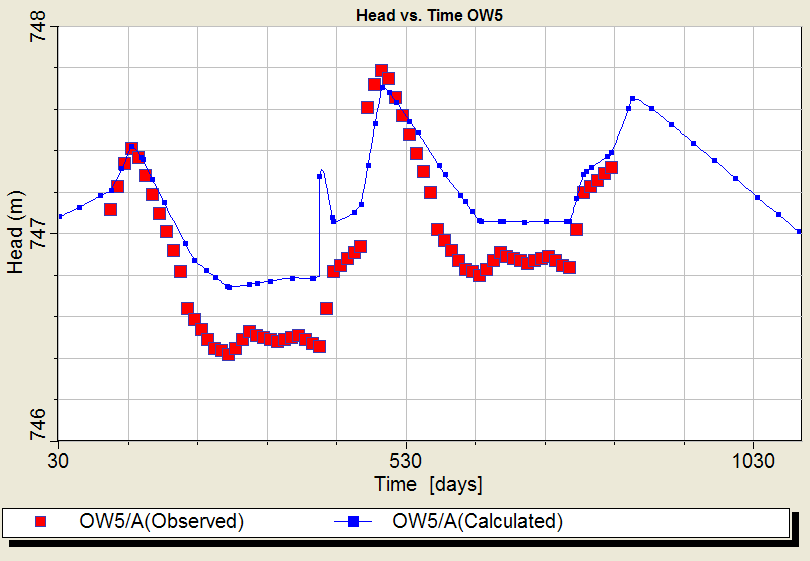 Head vs. Time OW5
748
747
746
Head (m)
30 530 1030
Time [days]
OW5/A(Observed) OW5/A(Calculated)